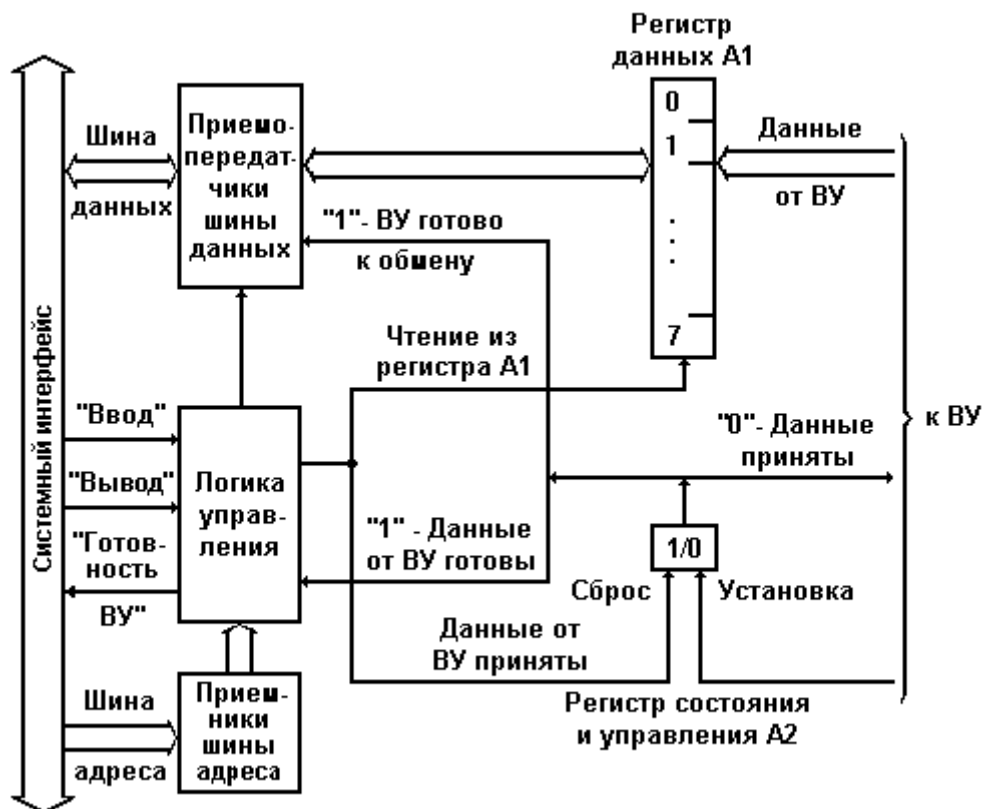 Регистр
данных А1
0
1
7
Данные
от ВУ
Шина
данных
Приемо-
передат-
чики
шины
данных
"1"- ВУ готово
к обмену
Системный интерфейс
Чтение из
регистра А1
"Ввод"
"Вывод"
"Готов-
ность
ВУ"
Логика
управ-
ления
"0"- Данные
приняты
к ВУ
"1" - Данные
от ВУ готовы
1/0
Сброс
Установка
Данные от
ВУ приняты
Шина
адреса
Прием-
ники
шины
адреса
Регистр состояния
и управления А2